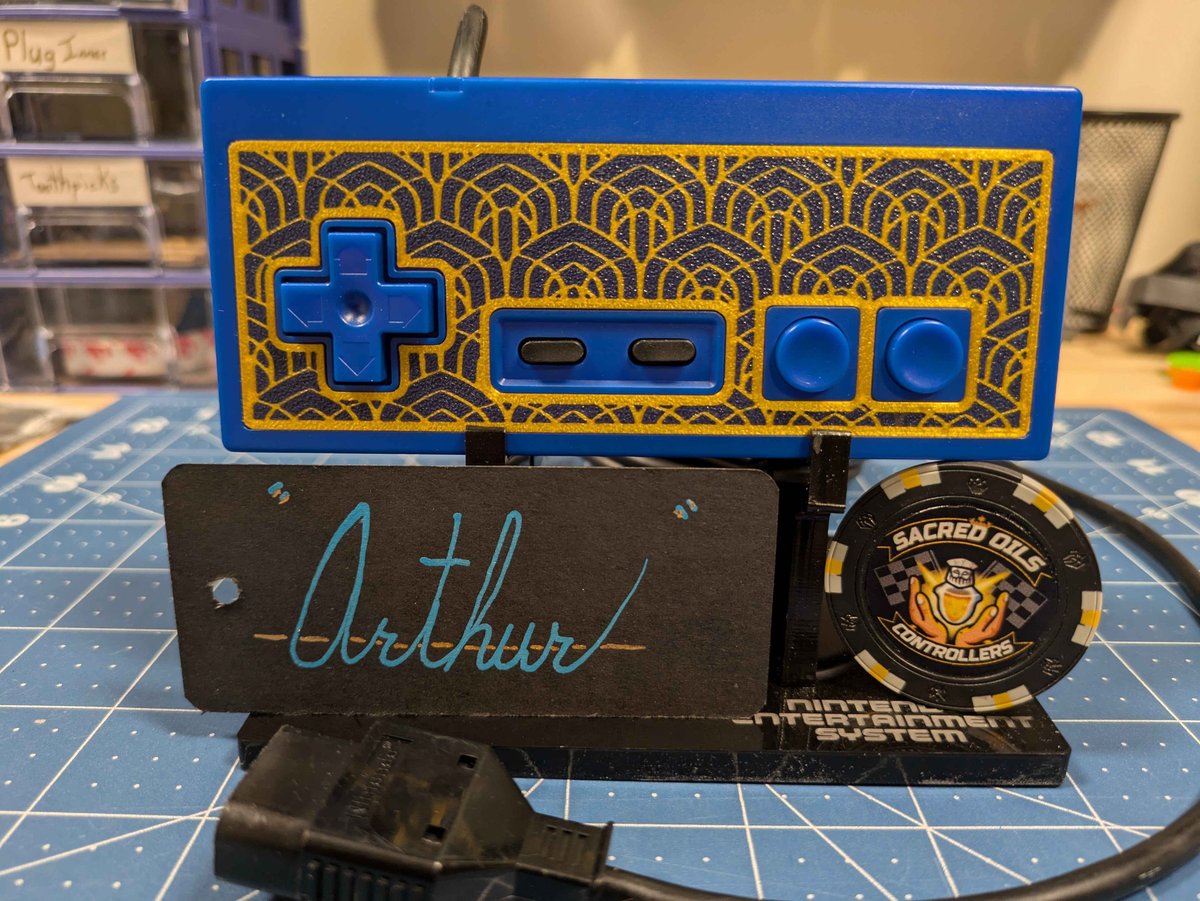 Plug Inner
Toothpicks
"Arthur"
SACRED OILS
CONTROLLERS
ENTERTAINMENT
SYSTEM